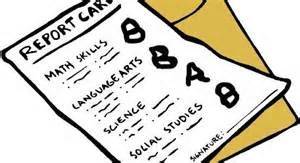 REPORT CARD
MATH SKILLS B
LANGUAGE ARTS B
SCIENCE A
SOCIAL STUDIES B
SIGNATURE: